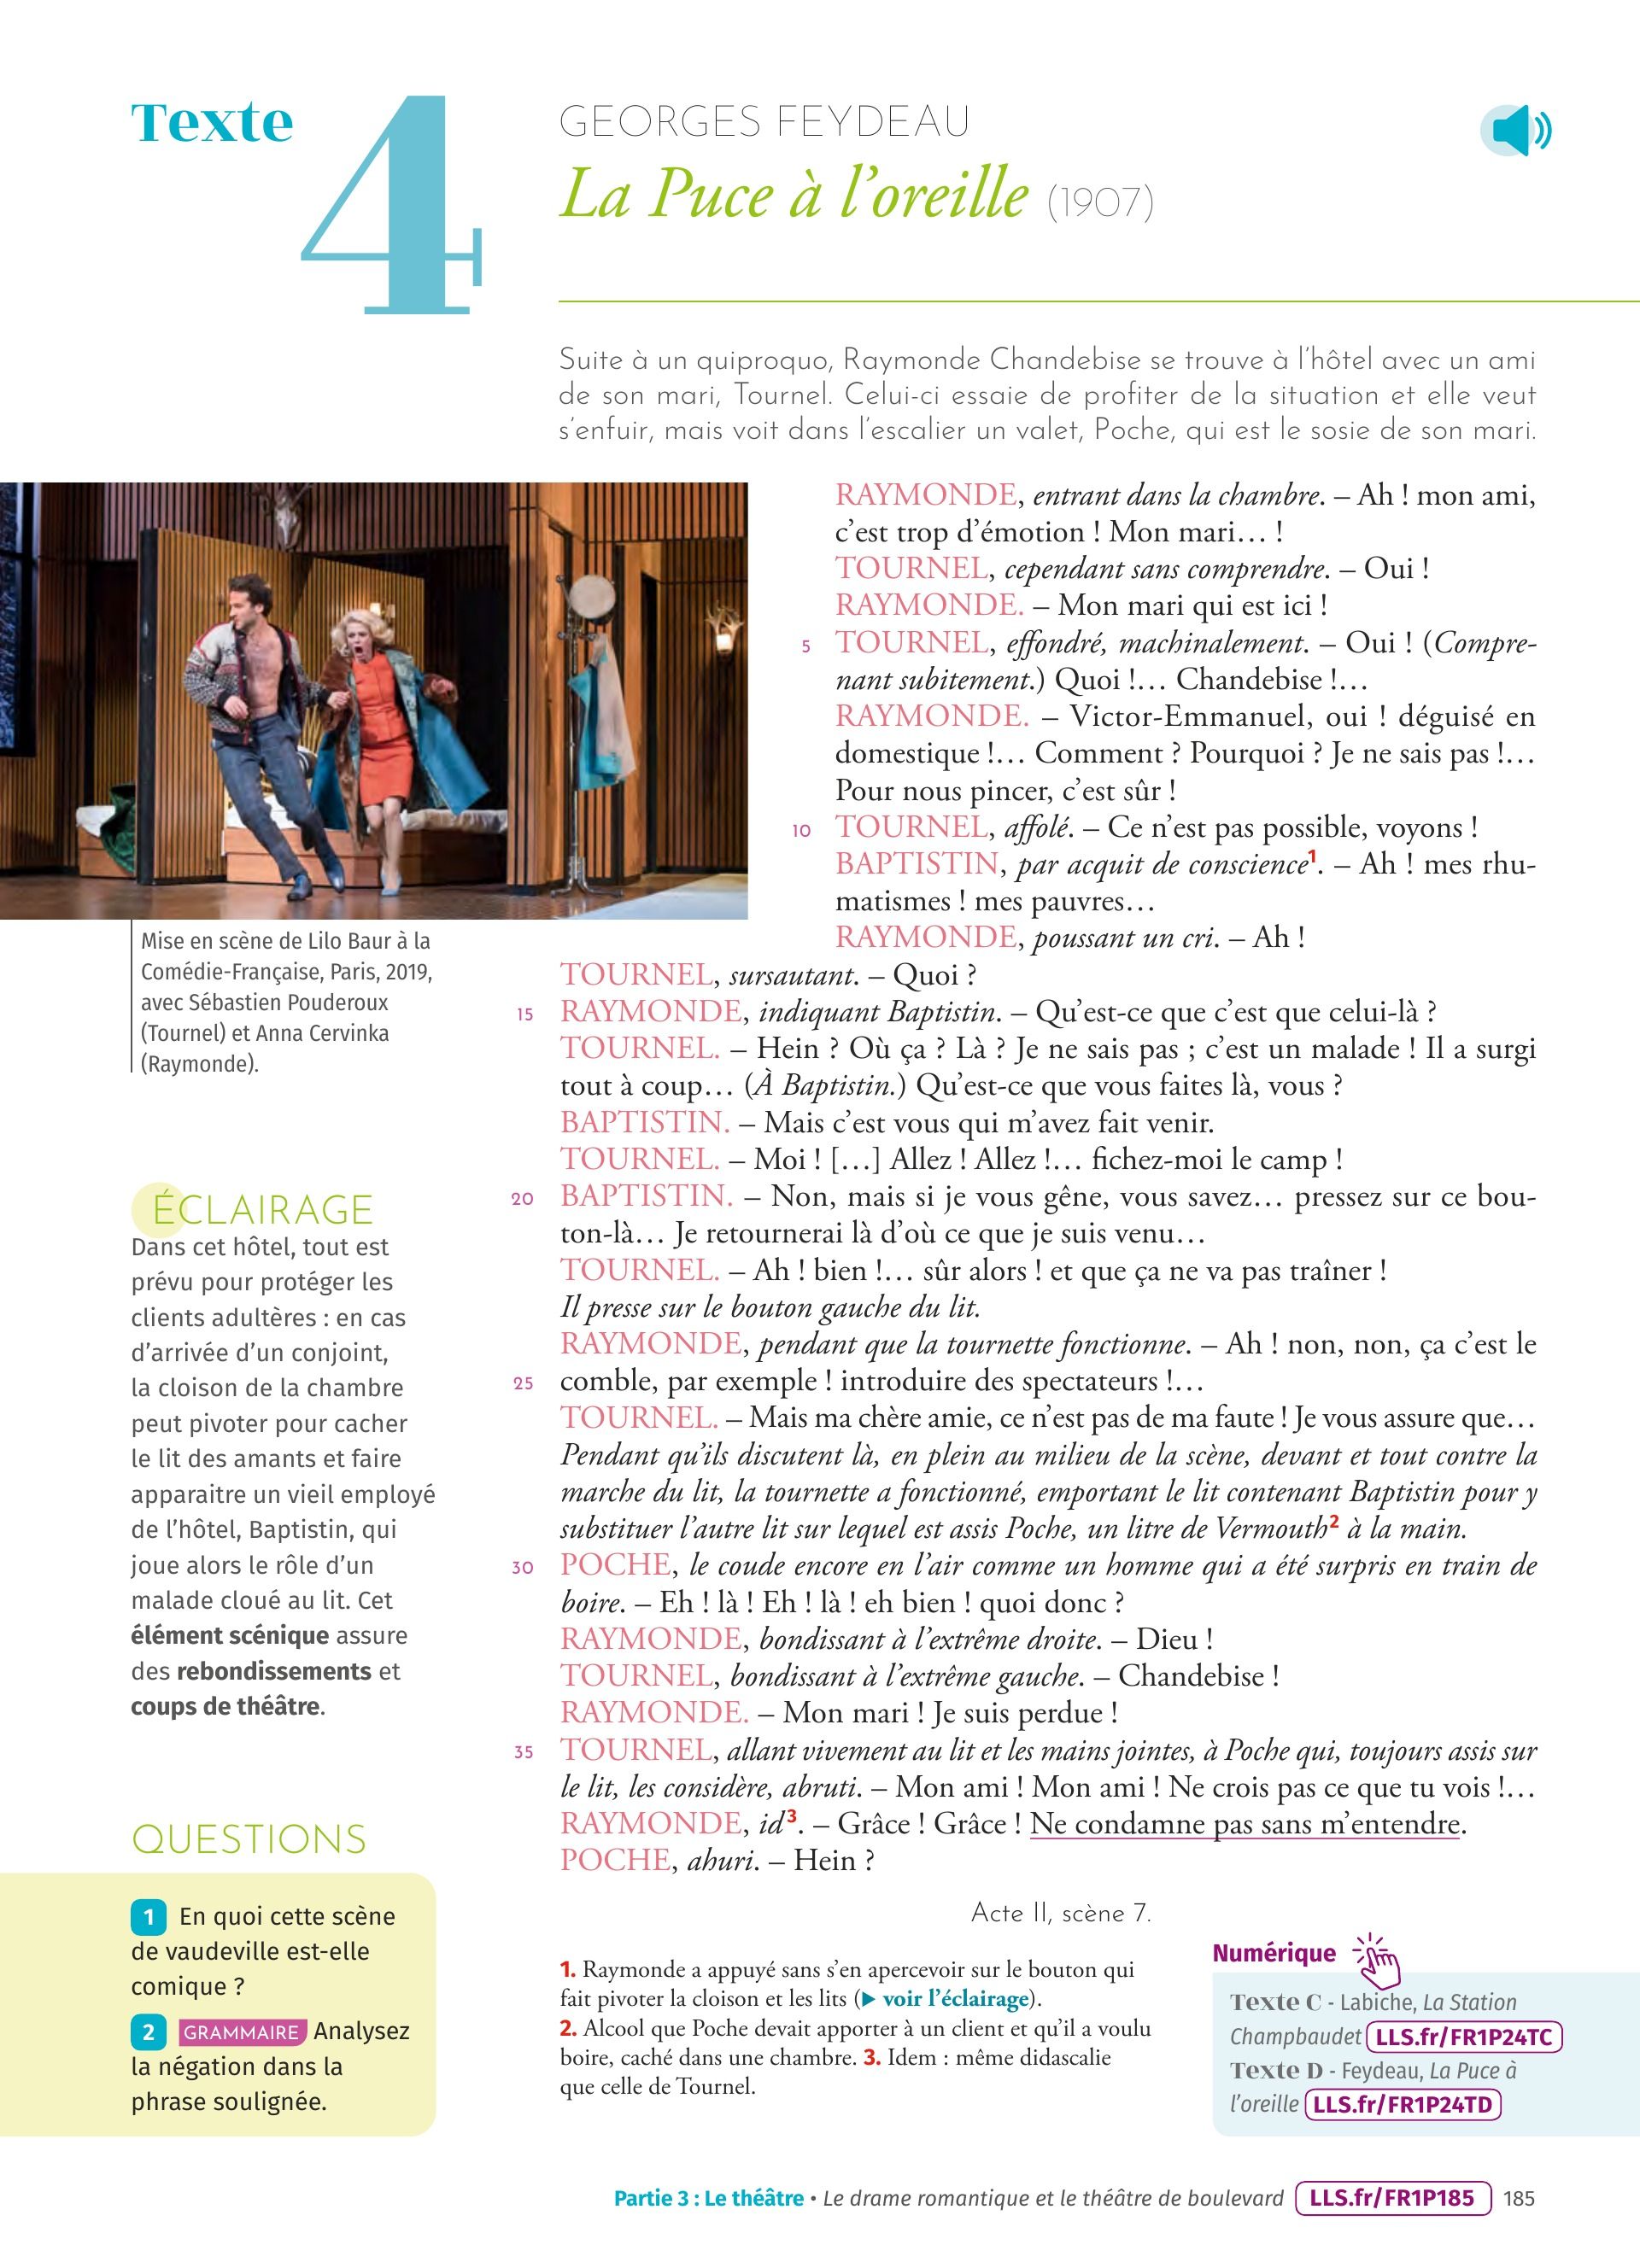 Texte 4
GEORGES FEYDEAU
La Puce à l’oreille (1907)
Suite à un quiproquo, Raymonde Chandebise se trouve à l’hôtel avec un ami
de son mari, Tournel. Celui-ci essaie de profiter de la situation et elle veut
s’enfuir, mais voit dans l’escalier un valet, Poche, qui est le sosie de son mari.
RAYMONDE, entrant dans la chambre. – Ah ! mon ami,
c’est trop d’émotion ! Mon mari… !
TOURNEL, cependant sans comprendre. – Oui !
RAYMONDE. – Mon mari qui est ici !
5 TOURNEL, effondré, machinalement. – Oui ! (Compre-
nant subitement.) Quoi !… Chandebise !…
RAYMONDE. – Victor-Emmanuel, oui ! déguisé en
domestique !… Comment ? Pourquoi ? Je ne sais pas !…
Pour nous pincer, c’est sûr !
10 TOURNEL, affolé. – Ce n’est pas possible, voyons !
BAPTISTIN, par acquit de conscience1. – Ah ! mes rhu-
matismes ! mes pauvres…
RAYMONDE, poussant un cri. – Ah !
TOURNEL, sursautant. – Quoi ?
15 RAYMONDE, indiquant Baptistin. – Qu’est-ce que c’est que celui-là ?
TOURNEL. – Hein ? Où ça ? Là ? Je ne sais pas ; c’est un malade ! Il a surgi
tout à coup… (À Baptistin.) Qu’est-ce que vous faites là, vous ?
BAPTISTIN. – Mais c’est vous qui m’avez fait venir.
TOURNEL. – Moi ! […] Allez ! Allez !… fichez-moi le camp !
20 BAPTISTIN. – Non, mais si je vous gêne, vous savez… pressez sur ce bou-
ton-là… Je retournerai là d’où ce que je suis venu…
TOURNEL. – Ah ! bien !… sûr alors ! et que ça ne va pas traîner !
Il presse sur le bouton gauche du lit.
RAYMONDE, pendant que la tournette fonctionne. – Ah ! non, non, ça c’est le
25 comble, par exemple ! introduire des spectateurs !…
TOURNEL. – Mais ma chère amie, ce n’est pas de ma faute ! Je vous assure que…
Pendant qu’ils discutent là, en plein au milieu de la scène, devant et tout contre la
marche du lit, la tournette a fonctionné, emportant le lit contenant Baptistin pour y
substituer l’autre lit sur lequel est assis Poche, un litre de Vermouth2 à la main.
30 POCHE, le coude encore en l’air comme un homme qui a été surpris en train de
boire. – Eh ! là ! Eh ! là ! eh bien ! quoi donc ?
RAYMONDE, bondissant à l’extrême droite. – Dieu !
TOURNEL, bondissant à l’extrême gauche. – Chandebise !
RAYMONDE. – Mon mari ! Je suis perdue !
35 TOURNEL, allant vivement au lit et les mains jointes, à Poche qui, toujours assis sur
le lit, les considère, abruti. – Mon ami ! Mon ami ! Ne crois pas ce que tu vois !…
RAYMONDE, id3. – Grâce ! Grâce ! Ne condamne pas sans m’entendre.
POCHE, ahuri. – Hein ?
Acte II, scène 7.
Mise en scène de Lilo Baur à la
Comédie-Française, Paris, 2019,
avec Sébastien Pouderoux
(Tournel) et Anna Cervinka
(Raymonde).
ÉCLAIRAGE
Dans cet hôtel, tout est
prévu pour protéger les
clients adultères : en cas
d’arrivée d’un conjoint,
la cloison de la chambre
peut pivoter pour cacher
le lit des amants et faire
apparaitre un vieil employé
de l’hôtel, Baptistin, qui
joue alors le rôle d’un
malade cloué au lit. Cet
élément scénique assure
des rebondissements et
coups de théâtre.
QUESTIONS
1 En quoi cette scène
de vaudeville est-elle
comique ?
2 GRAMMAIRE Analysez
la négation dans la
phrase soulignée.
1. Raymonde a appuyé sans s’en apercevoir sur le bouton qui
fait pivoter la cloison et les lits (▶ voir l’éclairage).
2. Alcool que Poche devait apporter à un client et qu’il a voulu
boire, caché dans une chambre. 3. Idem : même didascalie
que celle de Tournel.
Numérique
Texte C - Labiche, La Station
Champbaudet LLS.fr/FR1P24TC
Texte D - Feydeau, La Puce à
l’oreille LLS.fr/FR1P24TD
Partie 3 : Le théâtre • Le drame romantique et le théâtre de boulevard LLS.fr/FR1P185 185